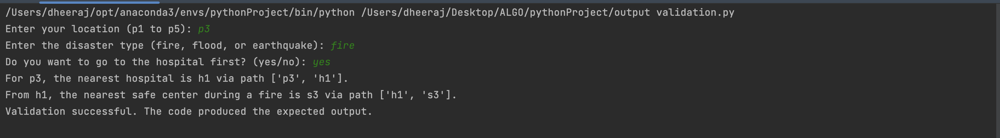 /Users/dheeraj/opt/anaconda3/envs/pythonProject/bin/python /Users/dheeraj/Desktop/ALGO/pythonProject/output validation.py
Enter your location (p1 to p5): p3
Enter the disaster type (fire, flood, or earthquake): fire
Do you want to go to the hospital first? (yes/no): yes
For p3, the nearest hospital is h1 via path ['p3', 'h1'].
From h1, the nearest safe center during a fire is s3 via path ['h1', 's3'].
Validation successful. The code produced the expected output.